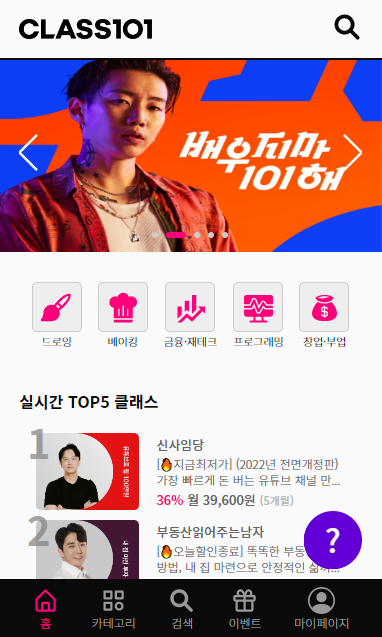 CLASS101
배우지마
101해
드로잉
베이킹
금융·재테크
프로그래밍
창업·부업
실시간 TOP5 클래스
1
신사임당
[🔥지금최저가] (2022년 전면개정판)
가장 빠르게 돈 버는 유튜브 채널 만...
36% 월 39,600원 (5개월)
2
부동산읽어주는남자
[🔥오늘할인종료] 똑똑한 부동
방법, 내 집 마련으로 안정적인 삶
?
홈
카테고리
검색
이벤트
마이페이지